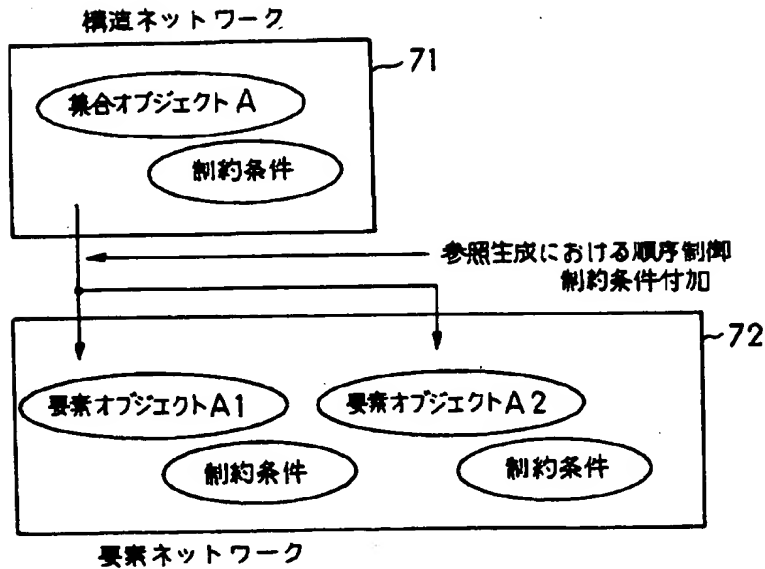 構造ネットワーク
71
集合オブジェクトA
制約条件
参照生成における順序制御
制約条件付加
72
要素オブジェクトA1
要素オブジェクトA2
制約条件
制約条件
要素ネットワーク